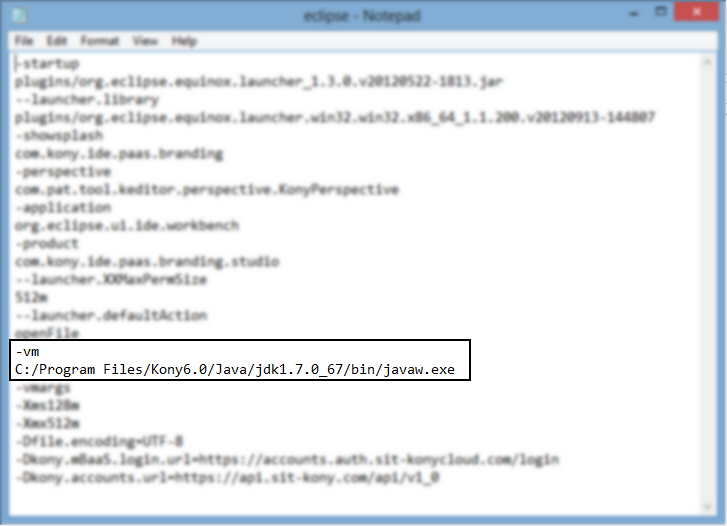 eclipse - Notepad
File Edit Format View Help
-startup
plugins/org.eclipse.equinox.launcher_1.3.0.v20120522-1813.jar
--launcher.library
plugins/org.eclipse.equinox.launcher.win32.win32.x86_64_1.1.200.v20120913-144807
-showsplash
com.kony.ide.paas.branding
-perspective
com.pat.tool.keditor.perspective.KonyPerspective
-application
org.eclipse.ui.ide.workbench
-product
com.kony.ide.paas.branding.studio
--launcher.XXMaxPermSize
512m
--launcher.defaultAction
openFile
-vm
C:/Program Files/Kony6.0/Java/jdk1.7.0_67/bin/javaw.exe
-vmargs
-Xms128m
-Xmx512m
-Dfile.encoding=UTF-8
-Dkony.mBaaS.login.url=https://accounts.auth.sit-konycloud.com/login
-Dkony.accounts.url=https://api.sit-kony.com/api/v1_0